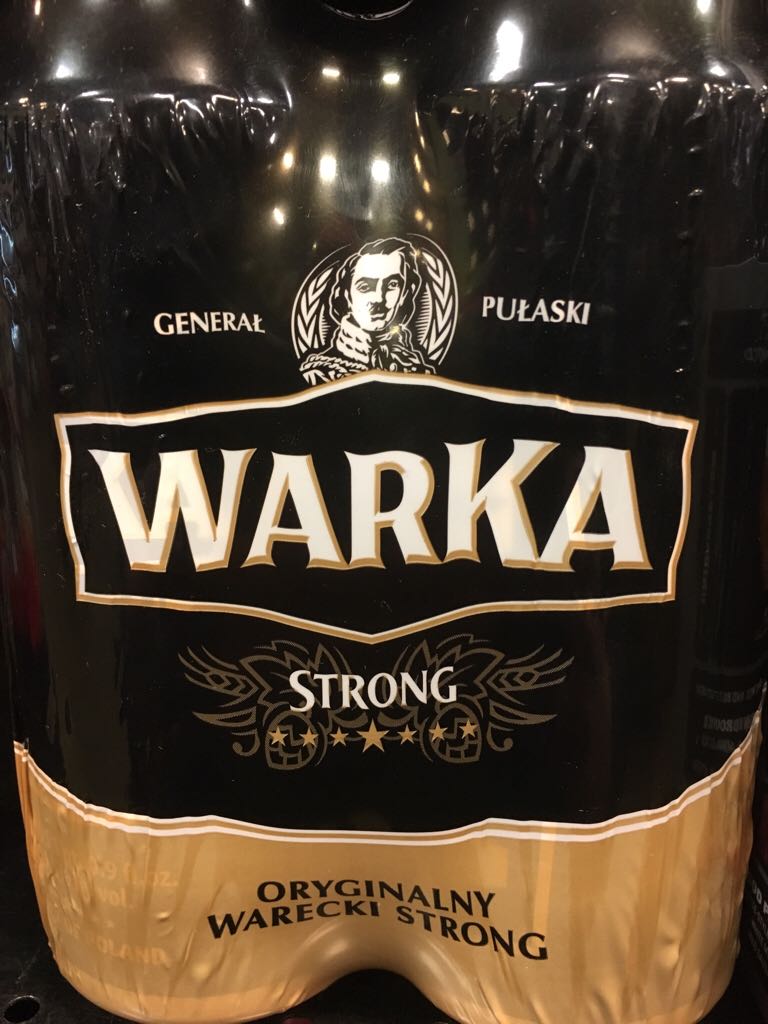 GENERAŁ PUŁASKI
WARKA
STRONG
ORYGINALNY
WARECKI STRONG